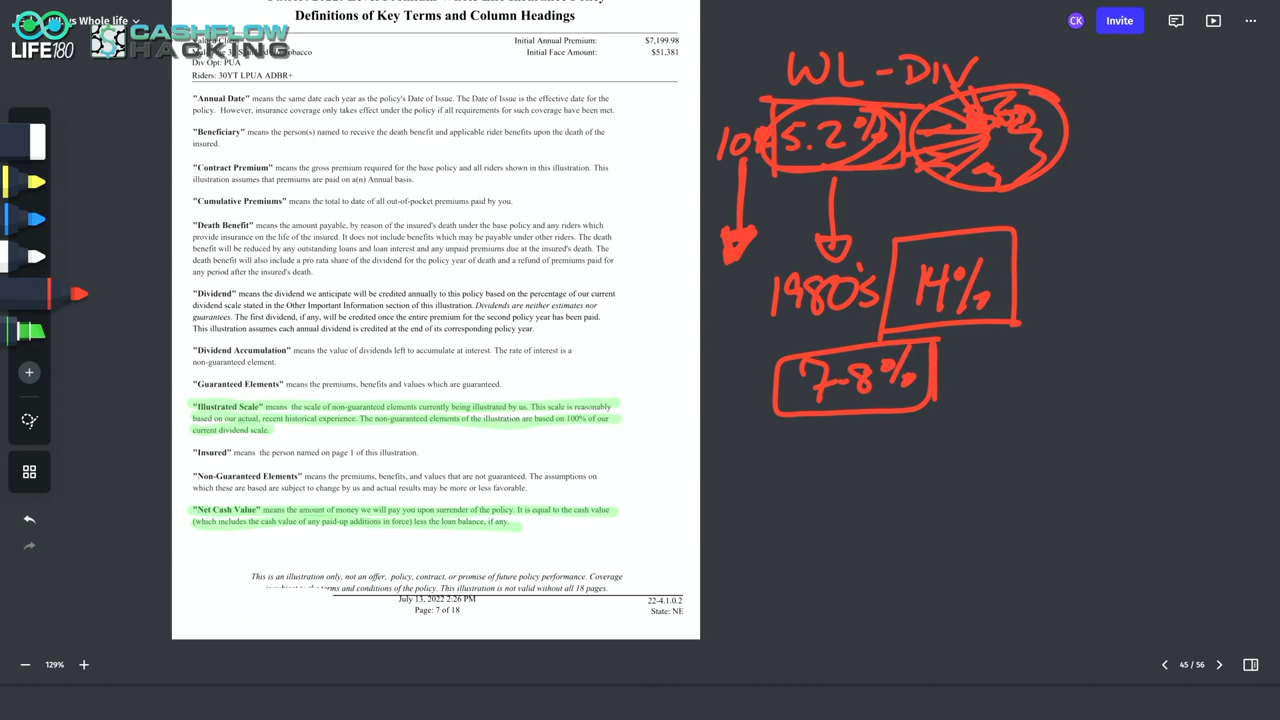 Whole life
CK
Invite
LIFE180
CASHFLOW
HACKING
Definitions of Key Terms and Column Headings
Initial Annual Premium: $7,199.98
Initial Face Amount: $51,381
Div Opt: PUA
Riders: 30YT LPUA ADBR+
"Annual Date" means the same date each year as the policy's Date of Issue. The Date of Issue is the effective date for the
policy. However, insurance coverage only takes effect under the policy if all requirements for such coverage have been met.
"Beneficiary" means the person(s) named to receive the death benefit and applicable rider benefits upon the death of the
insured.
"Contract Premium" means the gross premium required for the base policy and all riders shown in this illustration. This
illustration assumes that premiums are paid on a(n) Annual basis.
"Cumulative Premiums" means the total to date of all out-of-pocket premiums paid by you.
"Death Benefit" means the amount payable, by reason of the insured's death under the base policy and any riders which
provide insurance on the life of the insured. It does not include benefits which may be payable under other riders. The death
benefit will be reduced by any outstanding loans and loan interest and any unpaid premiums due at the insured's death. The
death benefit will also include a pro rata share of the dividend for the policy year of death and a refund of premiums paid for
any period after the insured's death.
"Dividend" means the dividend we anticipate will be credited annually to this policy based on the percentage of our current
dividend scale stated in the Other Important Information section of this illustration. Dividends are neither estimates nor
guarantees. The first dividend, if any, will be credited once the entire premium for the second policy year has been paid.
This illustration assumes each annual dividend is credited at the end of its corresponding policy year.
"Dividend Accumulation" means the value of dividends left to accumulate at interest. The rate of interest is a
non-guaranteed element.
"Guaranteed Elements" means the premiums, benefits and values which are guaranteed.
"Illustrated Scale" means the scale of non-guaranteed elements currently being illustrated by us. This scale is reasonably
based on our actual, recent historical experience. The non-guaranteed elements of the illustration are based on 100% of our
current dividend scale.
"Insured" means the person named on page 1 of this illustration.
"Non-Guaranteed Elements" means the premiums, benefits, and values that are not guaranteed. The assumptions on
which these are based are subject to change by us and actual results may be more or less favorable.
"Net Cash Value" means the amount of money we will pay you upon surrender of the policy. It is equal to the cash value
(which includes the cash value of any paid-up additions in force) less the loan balance, if any.
This is an illustration only, not an offer, policy, contract, or promise of future policy performance. Coverage
terms and conditions of the policy. This illustration is not valid without all 18 pages.
July 13, 2022 2:26 PM
22-4.1.0.2
Page: 7 of 18
State: NE
WL-DIV
5.2%
1980's 14%
7-8%
129%
45 / 56